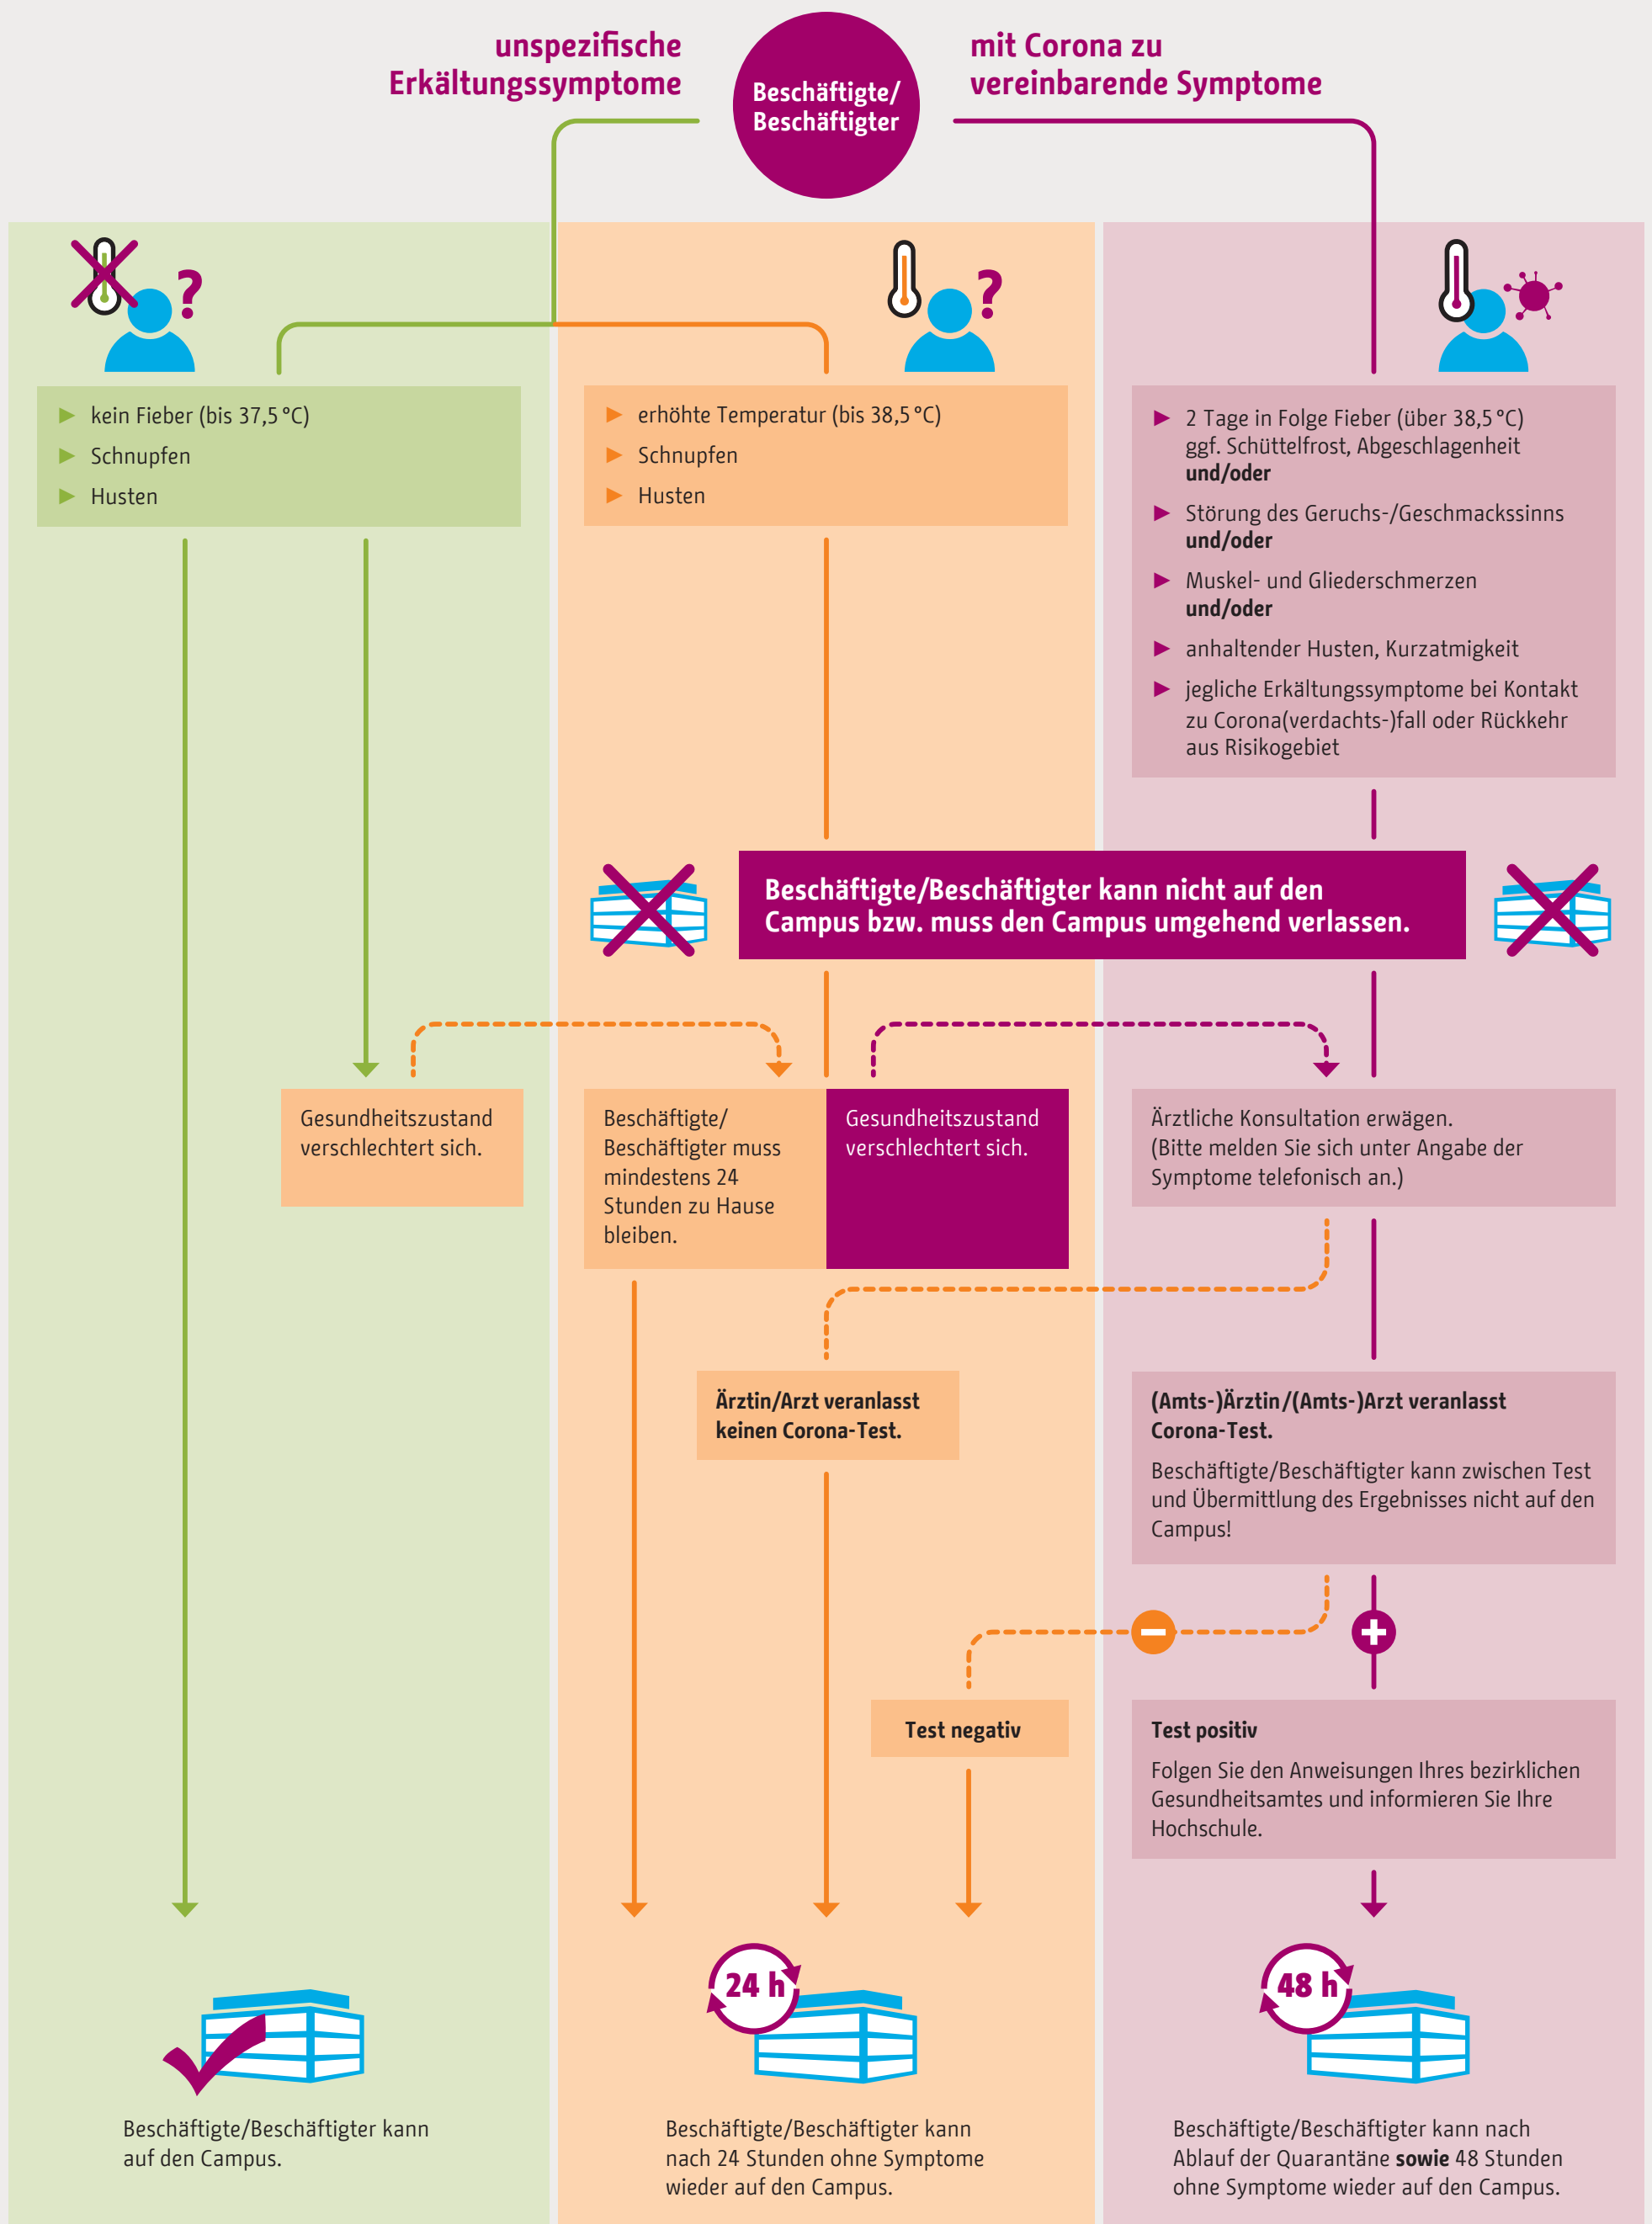 unspezifische
Erkältungssymptome
Beschäftigte/
Beschäftigter
mit Corona zu
vereinbarende Symptome
?
► kein Fieber (bis 37,5 °C)
► Schnupfen
► Husten
?
► erhöhte Temperatur (bis 38,5 °C)
► Schnupfen
► Husten
► 2 Tage in Folge Fieber (über 38,5 °C)
ggf. Schüttelfrost, Abgeschlagenheit
und/oder
► Störung des Geruchs-/Geschmackssinns
und/oder
► Muskel- und Gliederschmerzen
und/oder
► anhaltender Husten, Kurzatmigkeit
► jegliche Erkältungssymptome bei Kontakt
zu Corona(verdachts-)fall oder Rückkehr
aus Risikogebiet
Beschäftigte/Beschäftigter kann nicht auf den
Campus bzw. muss den Campus umgehend verlassen.
Gesundheitszustand
verschlechtert sich.
Beschäftigte/
Beschäftigter muss
mindestens 24
Stunden zu Hause
bleiben.
Gesundheitszustand
verschlechtert sich.
Ärztliche Konsultation erwägen.
(Bitte melden Sie sich unter Angabe der
Symptome telefonisch an.)
Ärztin/Arzt veranlasst
keinen Corona-Test.
(Amts-)Ärztin/(Amts-)Arzt veranlasst
Corona-Test.
Beschäftigte/Beschäftigter kann zwischen Test
und Übermittlung des Ergebnisses nicht auf den
Campus!
−
+
Test negativ
Test positiv
Folgen Sie den Anweisungen Ihres bezirklichen
Gesundheitsamtes und informieren Sie Ihre
Hochschule.
Beschäftigte/Beschäftigter kann
auf den Campus.
24 h
Beschäftigte/Beschäftigter kann
nach 24 Stunden ohne Symptome
wieder auf den Campus.
48 h
Beschäftigte/Beschäftigter kann nach
Ablauf der Quarantäne sowie 48 Stunden
ohne Symptome wieder auf den Campus.